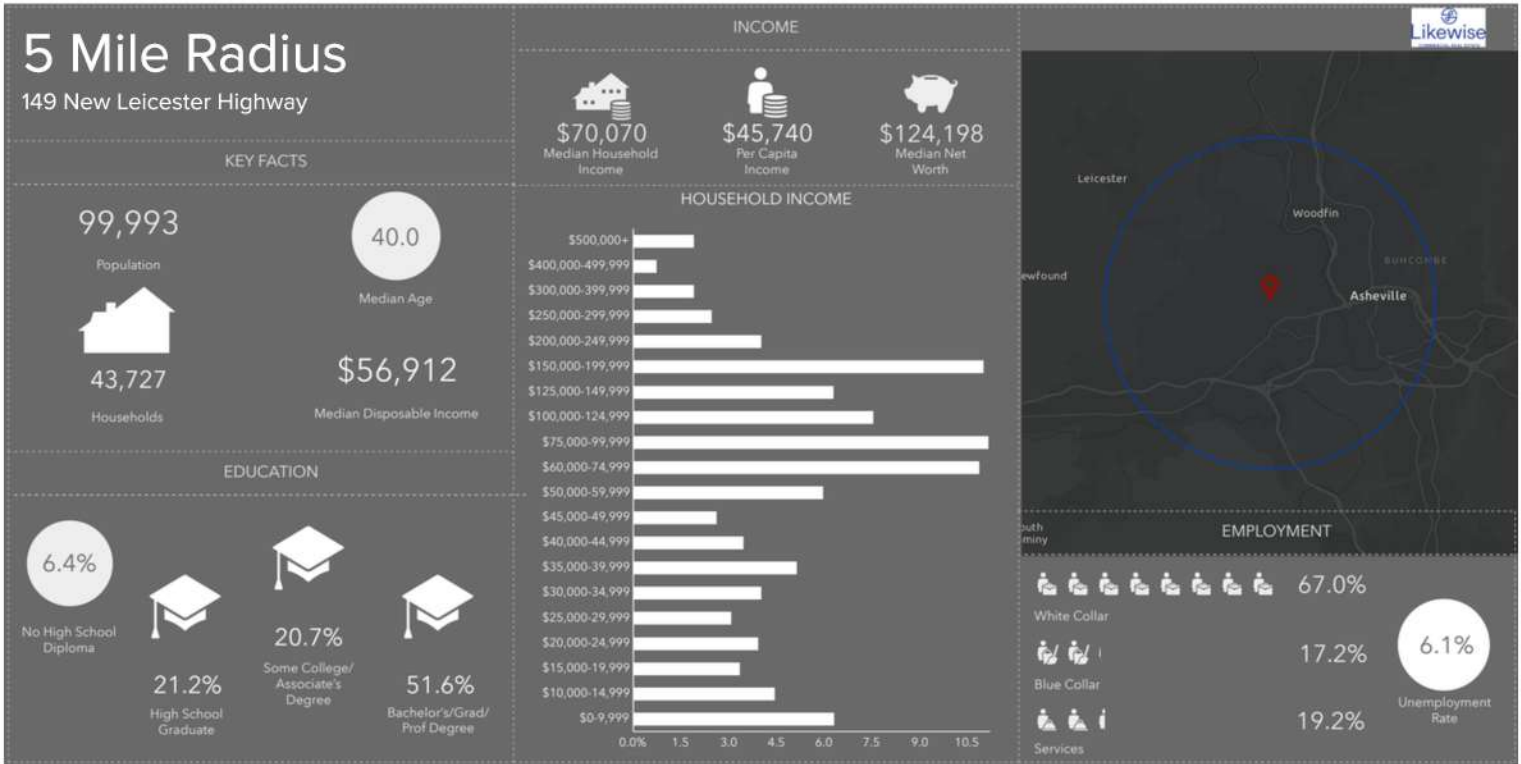 5 Mile Radius
149 New Leicester Highway
KEY FACTS
99,993
Population
40.0
Median Age
43,727
Households
$56,912
Median Disposable Income
EDUCATION
6.4%
No High School
Diploma
21.2%
High School
Graduate
20.7%
Some College/
Associate's
Degree
51.6%
Bachelor's/Grad/
Prof Degree
INCOME
$70,070
Median Household
Income
$45,740
Per Capita
Income
$124,198
Median Net
Worth
HOUSEHOLD INCOME
$500,000+
$400,000-499,999
$300,000-399,999
$250,000-299,999
$200,000-249,999
$150,000-199,999
$125,000-149,999
$100,000-124,999
$75,000-99,999
$60,000-74,999
$50,000-59,999
$45,000-49,999
$40,000-44,999
$35,000-39,999
$30,000-34,999
$25,000-29,999
$20,000-24,999
$15,000-19,999
$10,000-14,999
$0-9,999
0.0% 1.5 3.0 4.5 6.0 7.5 9.0 10.5
Likewise
Leicester
Woodfin
BUNCOMBE
ewfound
Asheville
outh
miny
EMPLOYMENT
67.0%
White Collar
17.2%
Blue Collar
19.2%
Services
6.1%
Unemployment
Rate